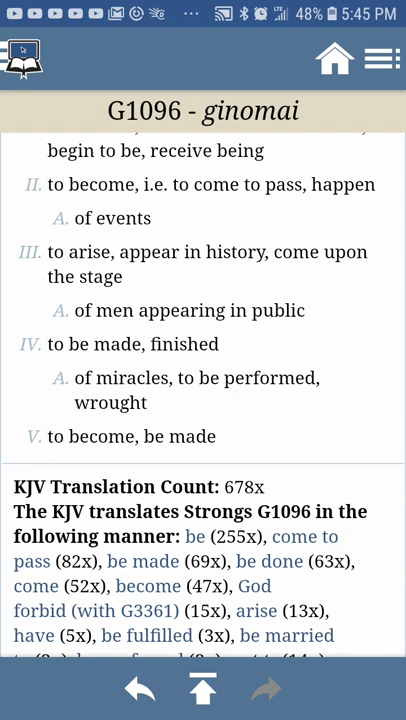 48% 5:45 PM
G1096 - ginomai
begin to be, receive being
II. to become, i.e. to come to pass, happen
A. of events
III. to arise, appear in history, come upon
the stage
A. of men appearing in public
IV. to be made, finished
A. of miracles, to be performed,
wrought
V. to become, be made
KJV Translation Count: 678x
The KJV translates Strongs G1096 in the
following manner: be (255x), come to
pass (82x), be made (69x), be done (63x),
come (52x), become (47x), God
forbid (with G3361) (15x), arise (13x),
have (5x), be fulfilled (3x), be married